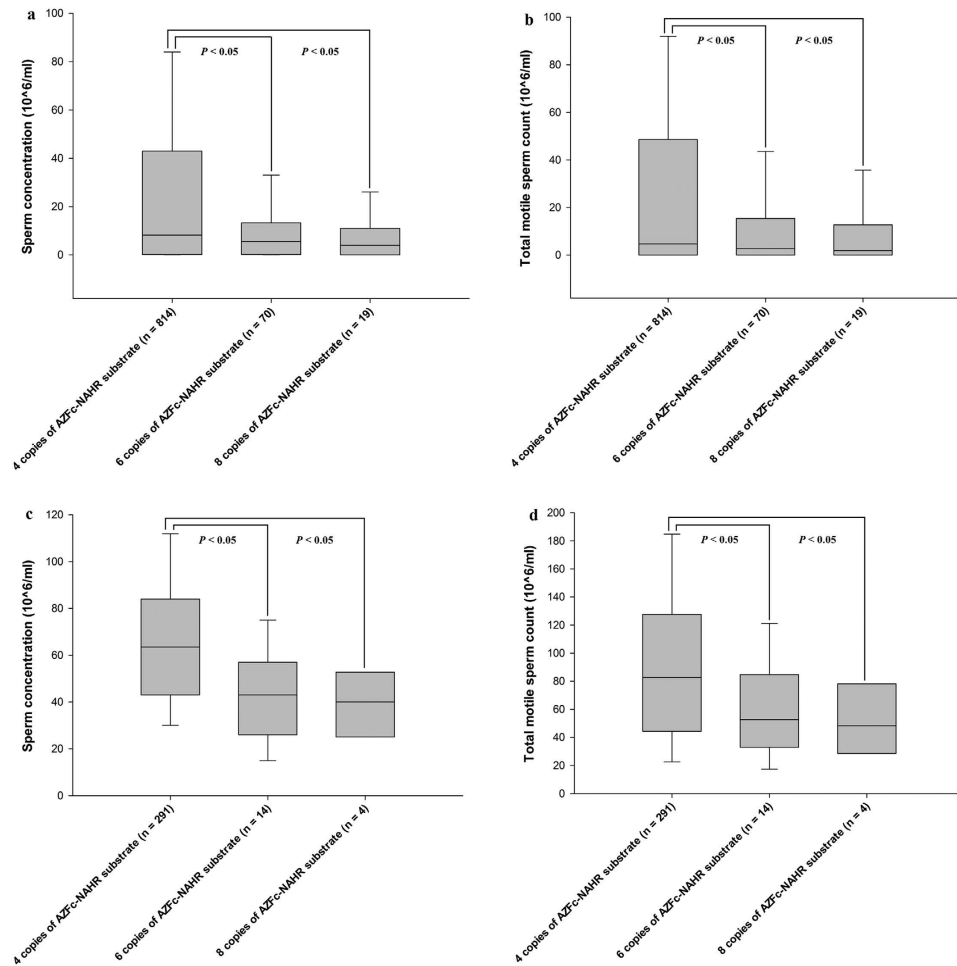 a
Sperm concentration (10^6/ml)
100
80
60
40
20
0
P < 0.05
P < 0.05
4 copies of AZFc-NAHR substrate (n = 814)
6 copies of AZFc-NAHR substrate (n = 70)
8 copies of AZFc-NAHR substrate (n = 19)
b
Total motile sperm count (10^6/ml)
100
80
60
40
20
0
P < 0.05
P < 0.05
4 copies of AZFc-NAHR substrate (n = 814)
6 copies of AZFc-NAHR substrate (n = 70)
8 copies of AZFc-NAHR substrate (n = 19)
c
Sperm concentration (10^6/ml)
120
100
80
60
40
20
0
P < 0.05
P < 0.05
4 copies of AZFc-NAHR substrate (n = 291)
6 copies of AZFc-NAHR substrate (n = 14)
8 copies of AZFc-NAHR substrate (n = 4)
d
Total motile sperm count (10^6/ml)
200
180
160
140
120
100
80
60
40
20
0
P < 0.05
P < 0.05
4 copies of AZFc-NAHR substrate (n = 291)
6 copies of AZFc-NAHR substrate (n = 14)
8 copies of AZFc-NAHR substrate (n = 4)